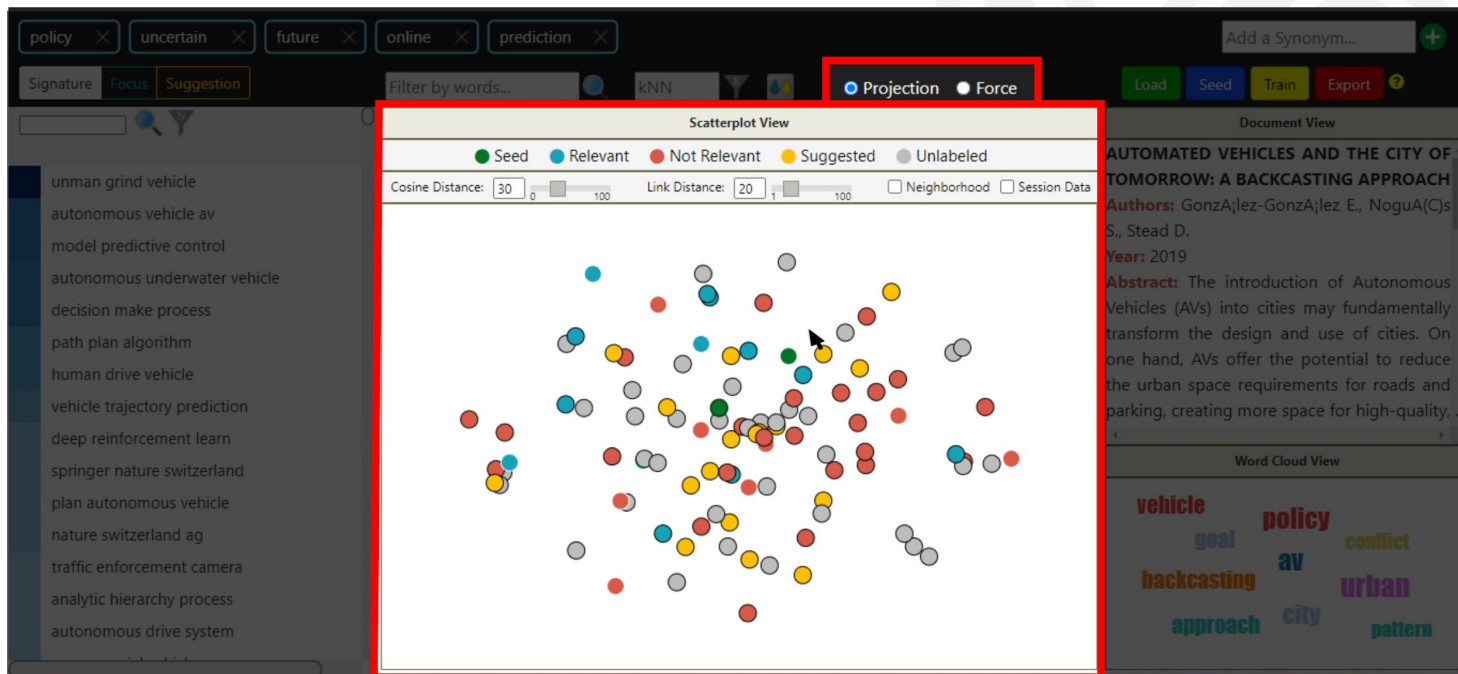 policy × uncertain × future × online × prediction ×
Add a Synonym...
Signature Focus Suggestion
Filter by words...
kNN
Projection Force
Load Seed Train Export ?
Scatterplot View
Seed Relevant Not Relevant Suggested Unlabeled
Cosine Distance: 30 0 100 Link Distance: 20 1 100 Neighborhood Session Data
unman grind vehicle
autonomous vehicle av
model predictive control
autonomous underwater vehicle
decision make process
path plan algorithm
human drive vehicle
vehicle trajectory prediction
deep reinforcement learn
springer nature switzerland
plan autonomous vehicle
nature switzerland ag
traffic enforcement camera
analytic hierarchy process
autonomous drive system
Document View
AUTOMATED VEHICLES AND THE CITY OF
TOMORROW: A BACKCASTING APPROACH
Authors: GonzA¡lez-GonzA¡lez E., NoguA(C)s
S., Stead D.
Year: 2019
Abstract: The introduction of Autonomous
Vehicles (AVs) into cities may fundamentally
transform the design and use of cities. On
one hand, AVs offer the potential to reduce
the urban space requirements for roads and
parking, creating more space for high-quality,
Word Cloud View
vehicle
policy
goal
conflict
av
backcasting
urban
approach
city
pattern